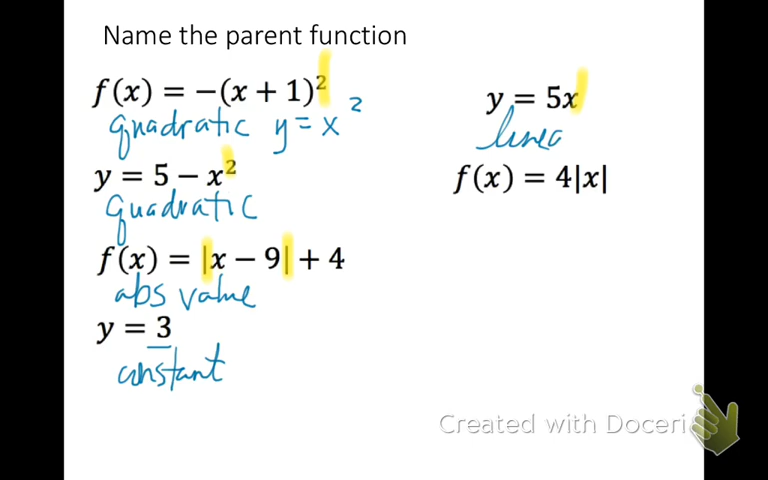 Name the parent function
f(x) = −(x + 1)²
quadratic y = x²
y = 5 − x²
quadratic
f(x) = |x − 9| + 4
abs value
y = 3
constant
y = 5x
linea
f(x) = 4|x|
Created with Doceri